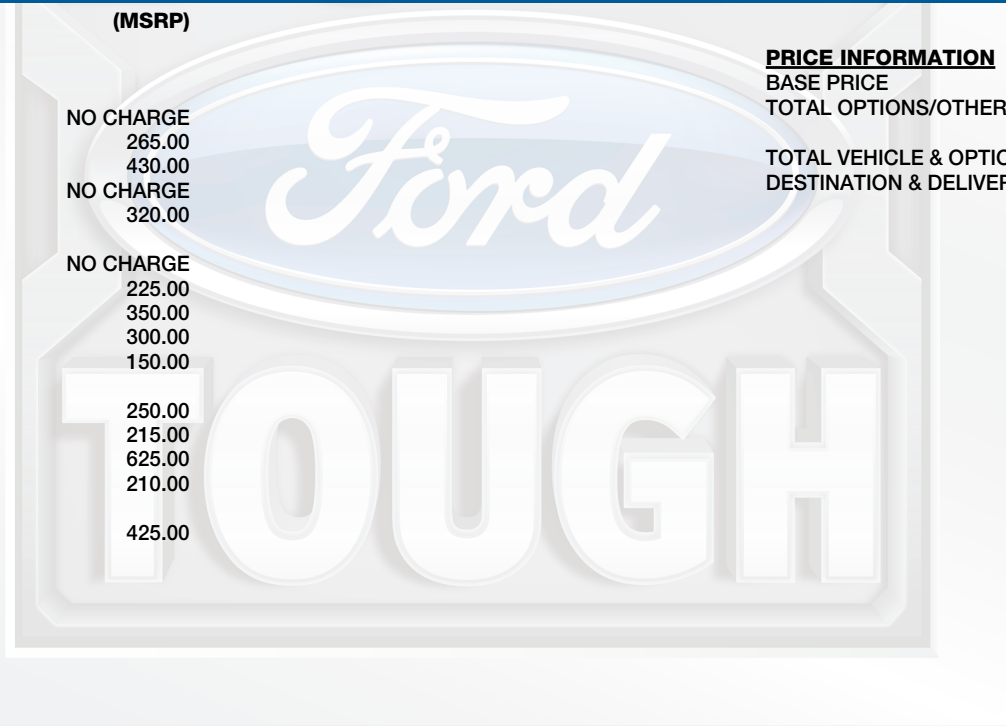 (MSRP)
NO CHARGE
265.00
430.00
NO CHARGE
320.00
NO CHARGE
225.00
350.00
300.00
150.00
250.00
215.00
625.00
210.00
425.00
PRICE INFORMATION
BASE PRICE
TOTAL OPTIONS/OTHER
TOTAL VEHICLE & OPTIO
DESTINATION & DELIVER
Ford
TOUGH